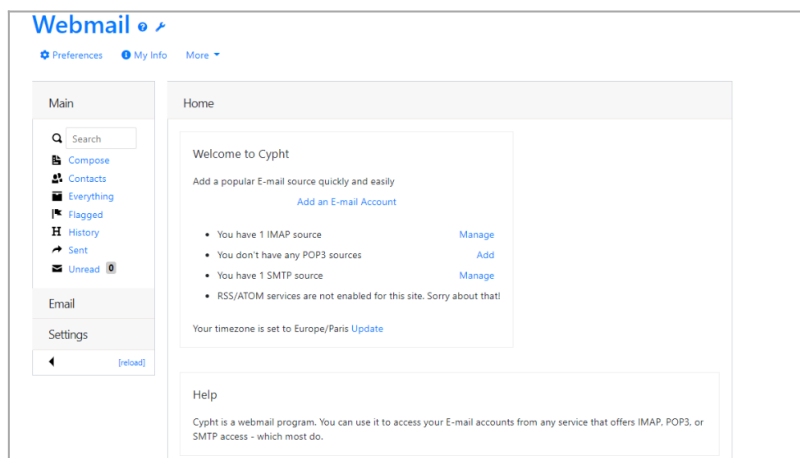 Webmail
Preferences My Info More
Main
Search
Compose
Contacts
Everything
Flagged
History
Sent
Unread 0
Email
Settings
[reload]
Home
Welcome to Cypht
Add a popular E-mail source quickly and easily
Add an E-mail Account
You have 1 IMAP source Manage
You don't have any POP3 sources Add
You have 1 SMTP source Manage
RSS/ATOM services are not enabled for this site. Sorry about that!
Your timezone is set to Europe/Paris Update
Help
Cypht is a webmail program. You can use it to access your E-mail accounts from any service that offers IMAP, POP3, or
SMTP access - which most do.